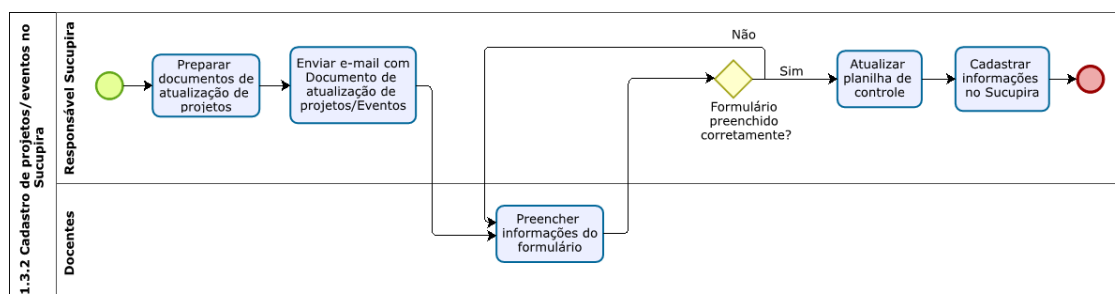 1.3.2 Cadastro de projetos/eventos no
Sucupira
Responsável Sucupira
Preparar
documentos de
atualização de
projetos
Enviar e-mail com
Documento de
atualização de
projetos/Eventos
Não
Sim
Formulário
preenchido
corretamente?
Atualizar
planilha de
controle
Cadastrar
informações
no Sucupira
Docentes
Preencher
informações do
formulário